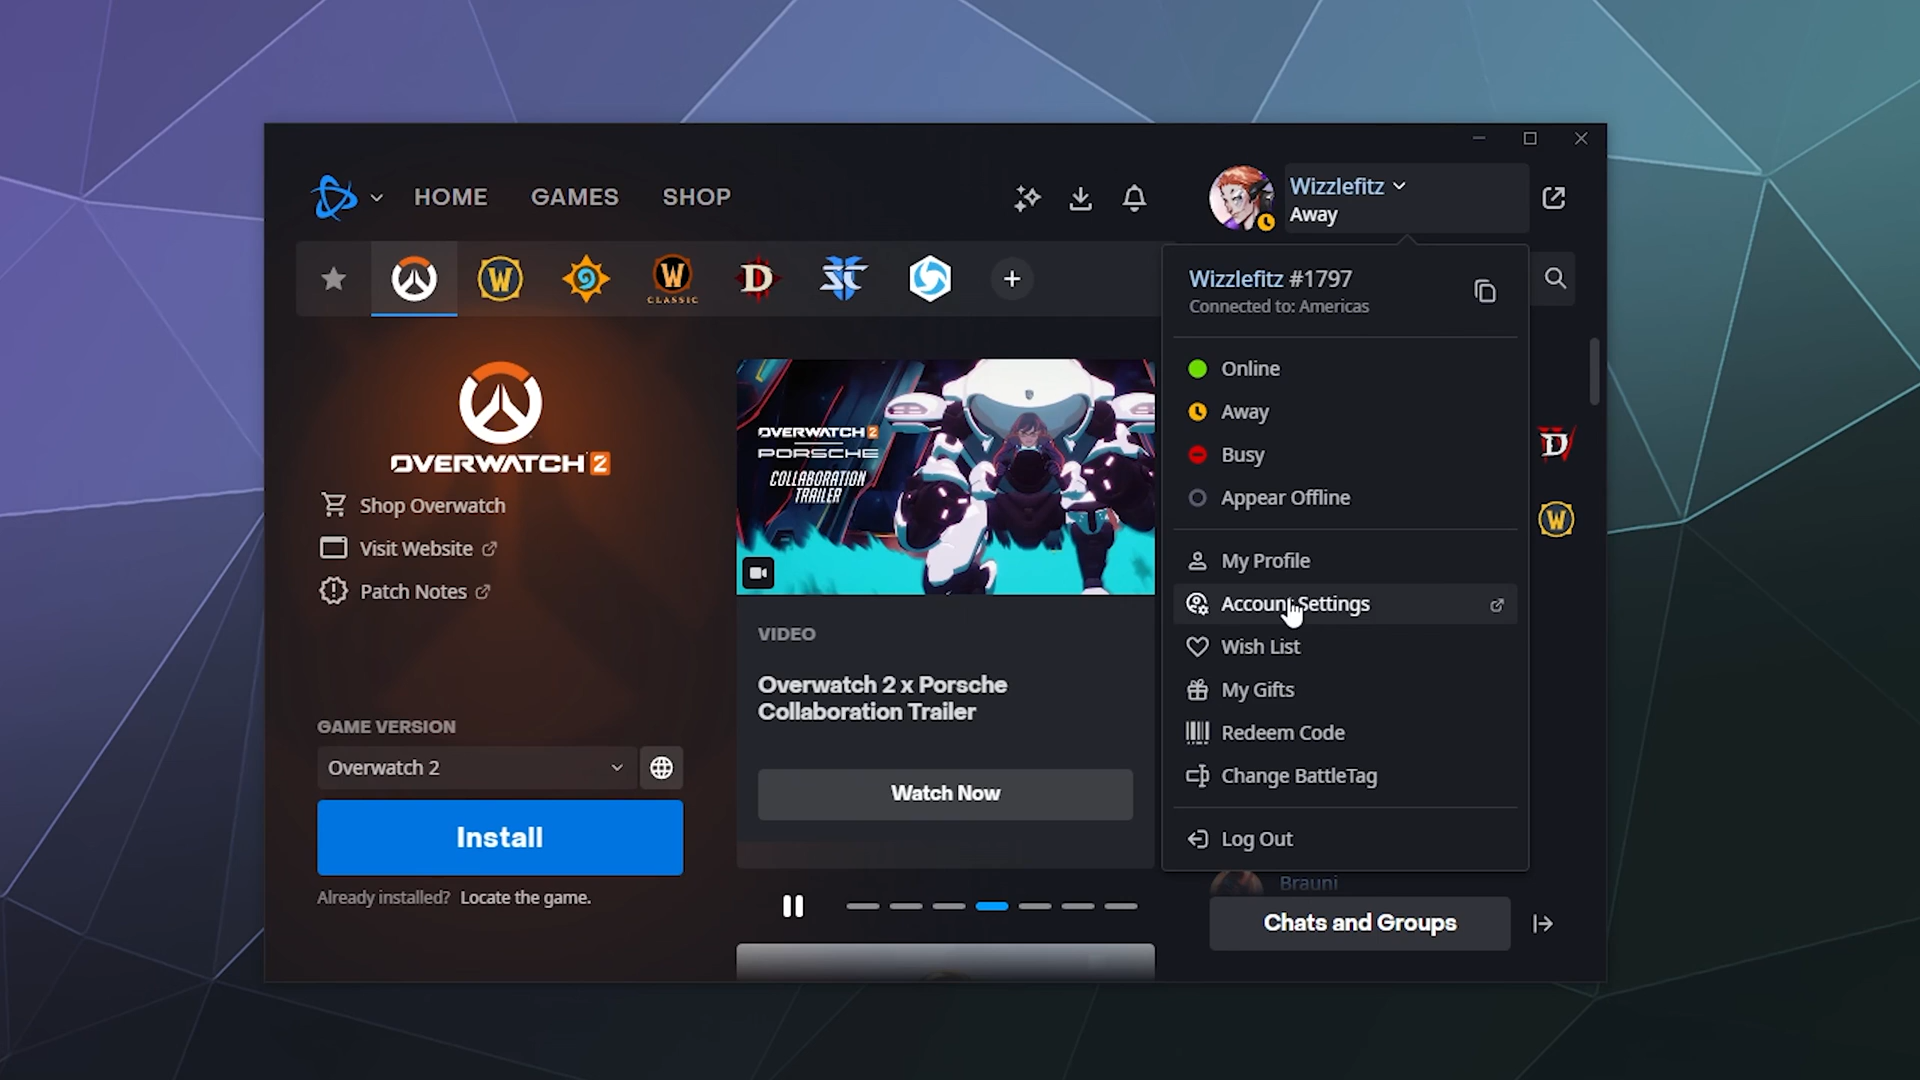 HOME GAMES SHOP
Wizzlefitz
Away
W
W
CLASSIC
D
Wizzlefitz #1797
Connected to: Americas
Online
Away
Busy
Appear Offline
My Profile
Account Settings
Wish List
My Gifts
Redeem Code
Change BattleTag
Log Out
OVERWATCH 2
Shop Overwatch
Visit Website
Patch Notes
GAME VERSION
Overwatch 2
Install
Already installed? Locate the game.
OVERWATCH 2
PORSCHE
COLLABORATION
TRAILER
VIDEO
Overwatch 2 x Porsche
Collaboration Trailer
Watch Now
D
W
Brauni
Chats and Groups